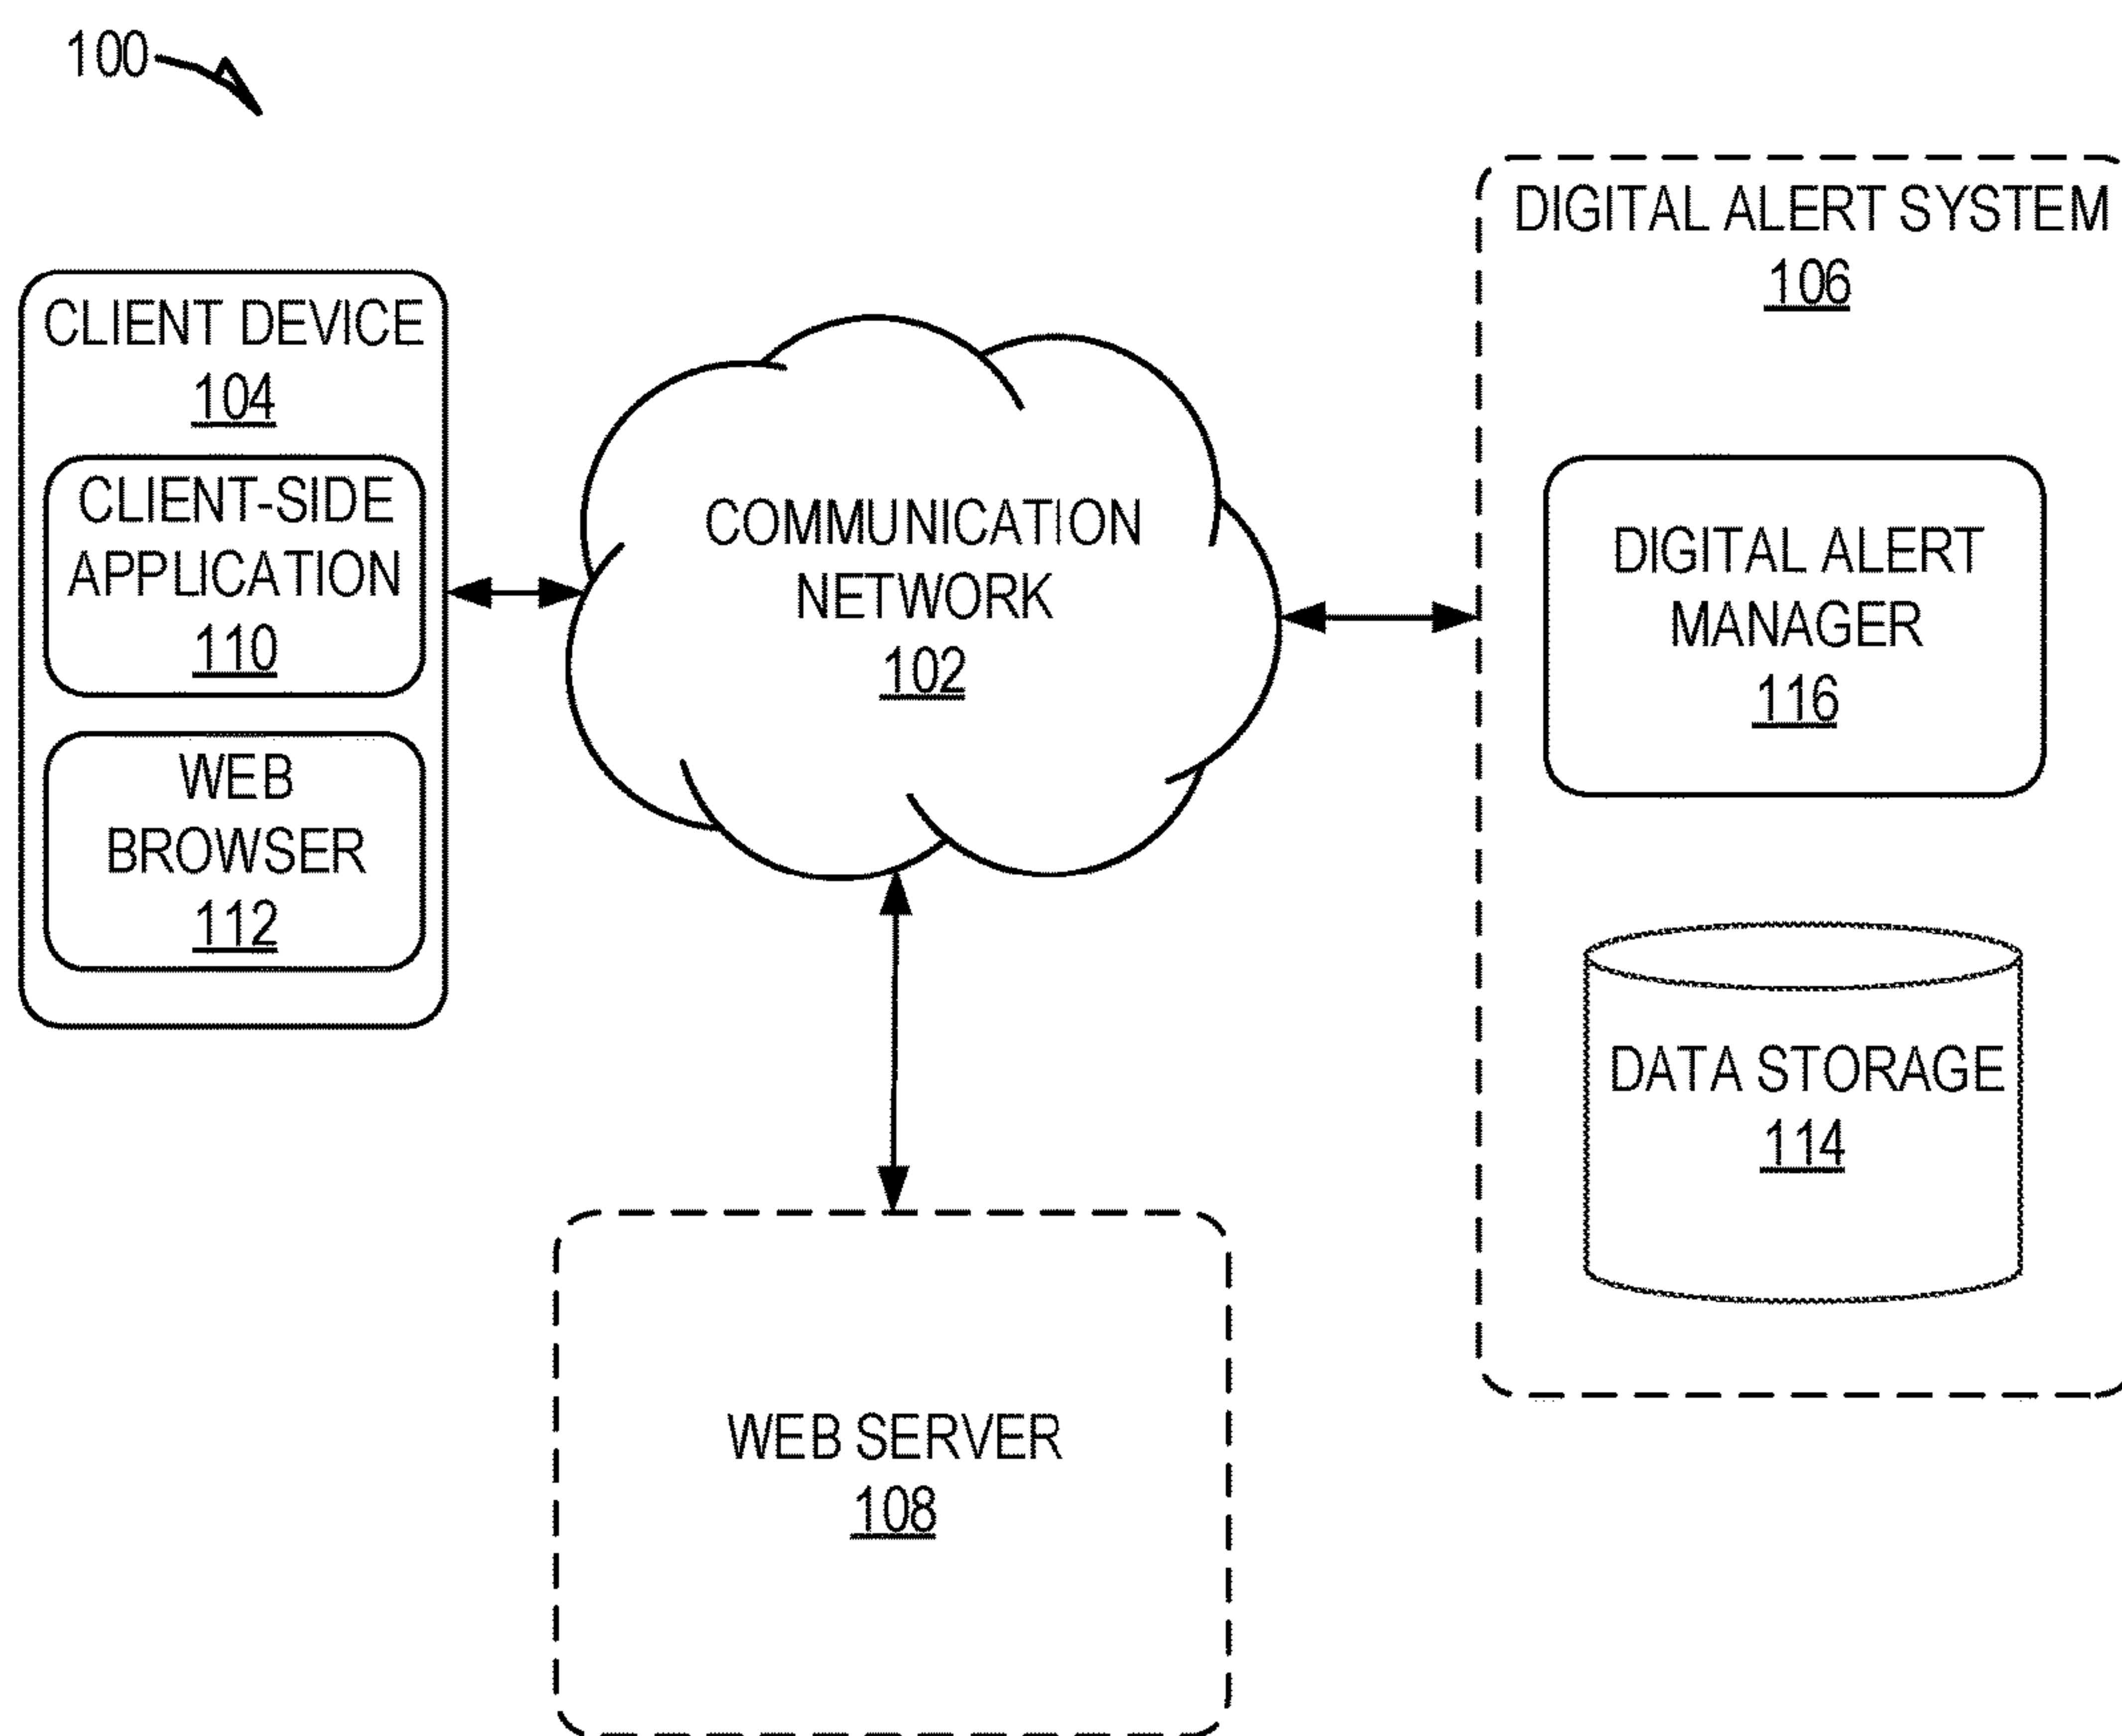 100
DIGITAL ALERT SYSTEM
106
CLIENT DEVICE
104
CLIENT-SIDE
APPLICATION
110
WEB
BROWSER
112
COMMUNICATION
NETWORK
102
DIGITAL ALERT
MANAGER
116
DATA STORAGE
114
WEB SERVER
108